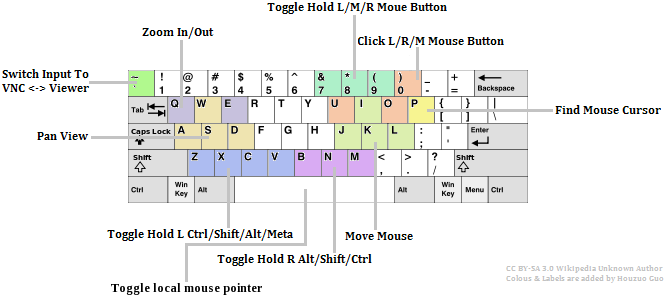 Toggle Hold L/M/R Moue Button
Zoom In/Out
Click L/R/M Mouse Button
Switch Input To
VNC <-> Viewer
~ ! @ # $ % ^ & * ( ) _ +
` 1 2 3 4 5 6 7 8 9 0 - = Backspace
Tab Q W E R T Y U I O P { } |
[ ] \
Find Mouse Cursor
Pan View
Caps Lock A S D F G H J K L : " Enter
; '
Shift Z X C V B N M < > ? Shift
, . /
Ctrl Win Key Alt Alt Win Key Menu Ctrl
Toggle Hold L Ctrl/Shift/Alt/Meta
Move Mouse
Toggle Hold R Alt/Shift/Ctrl
Toggle local mouse pointer
CC BY-SA 3.0 Wikipedia Unknown Author
Colous & Labels are added by Houzuo Guo